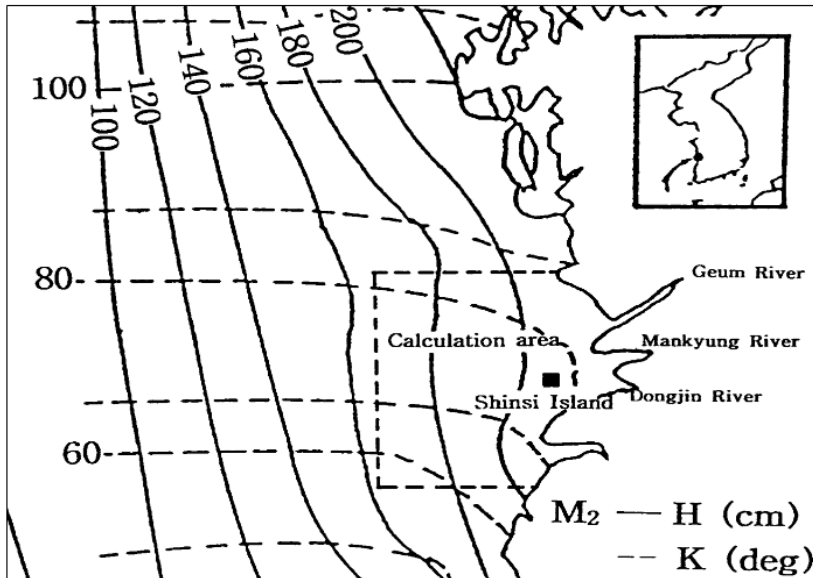 200
180
160
140
120
100
100
80
60
Geum River
Calculation area
Mankyung River
Shinsi Island
Dongjin River
M₂ — H (cm)
-- K (deg)